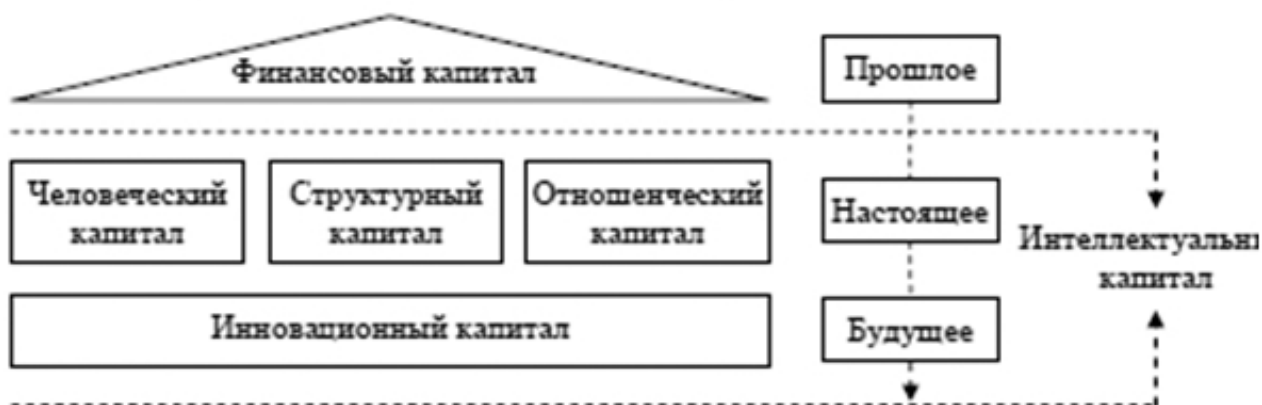 Финансовый капитал
Прошлое
Человеческий
капитал
Структурный
капитал
Отношенческий
капитал
Настоящее
Интеллектуальн
капитал
Инновационный капитал
Будущее